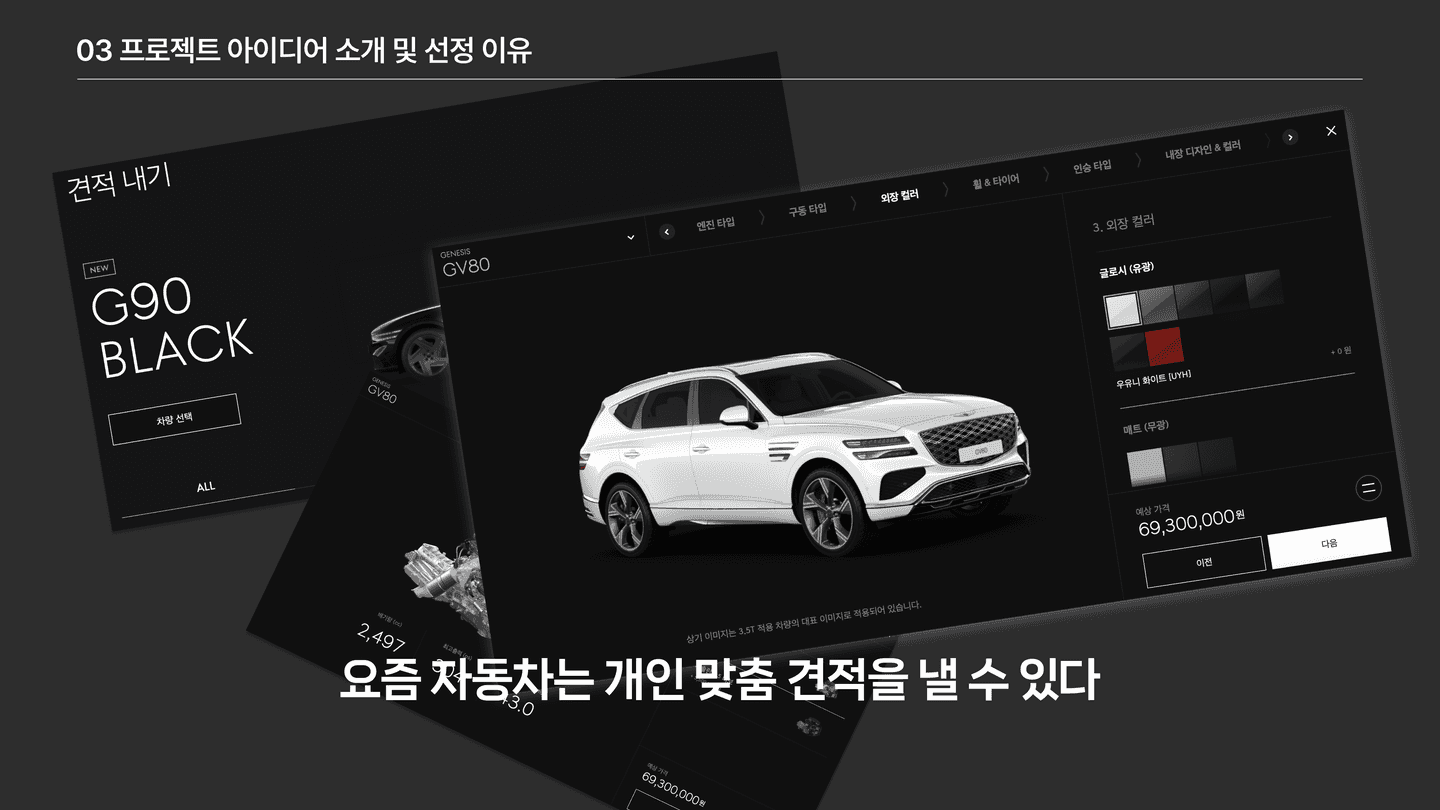 03 프로젝트 아이디어 소개 및 선정 이유
견적 내기
NEW
G90
BLACK
차량 선택
ALL
GENESIS
GV80
엔진 타입
구동 타입
외장 컬러
휠 & 타이어
인승 타입
내장 디자인 & 컬러
3. 외장 컬러
글로시 (유광)
+ 0 원
우유니 화이트 [UYH]
매트 (무광)
예상 가격
69,300,000원
이전
다음
GV80
상기 이미지는 3.5T 적용 차량의 대표 이미지로 적용되어 있습니다.
GENESIS
GV80
배기량 (cc)
2,497
예상 가격
69,300,000원
요즘 자동차는 개인 맞춤 견적을 낼 수 있다